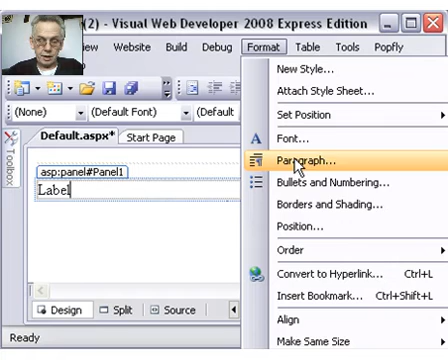 (2) - Visual Web Developer 2008 Express Edition
Website Build Debug Format Table Tools Popfly
New Style...
Attach Style Sheet...
(None) (Default Font) (Default
Set Position
Font...
Default.aspx* Start Page
Paragraph...
Toolbox
asp:panel#Panel1
Label
Bullets and Numbering...
Borders and Shading...
Position...
Order
Convert to Hyperlink... Ctrl+L
Insert Bookmark... Ctrl+Shift+L
Design Split Source
Align
Ready
Make Same Size